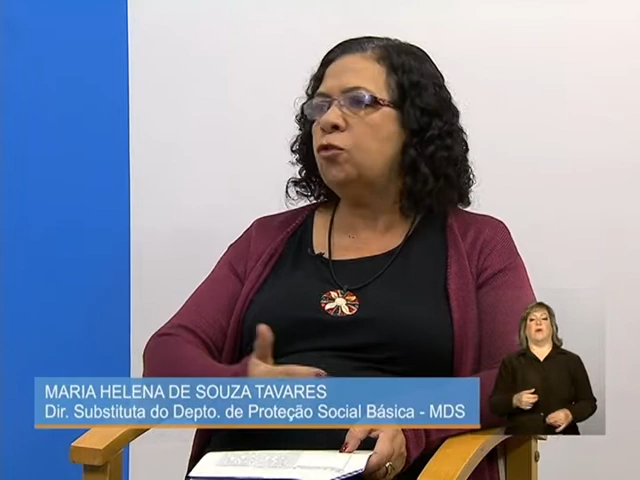 MARIA HELENA DE SOUZA TAVARES
Dir. Substituta do Depto. de Proteção Social Básica - MDS